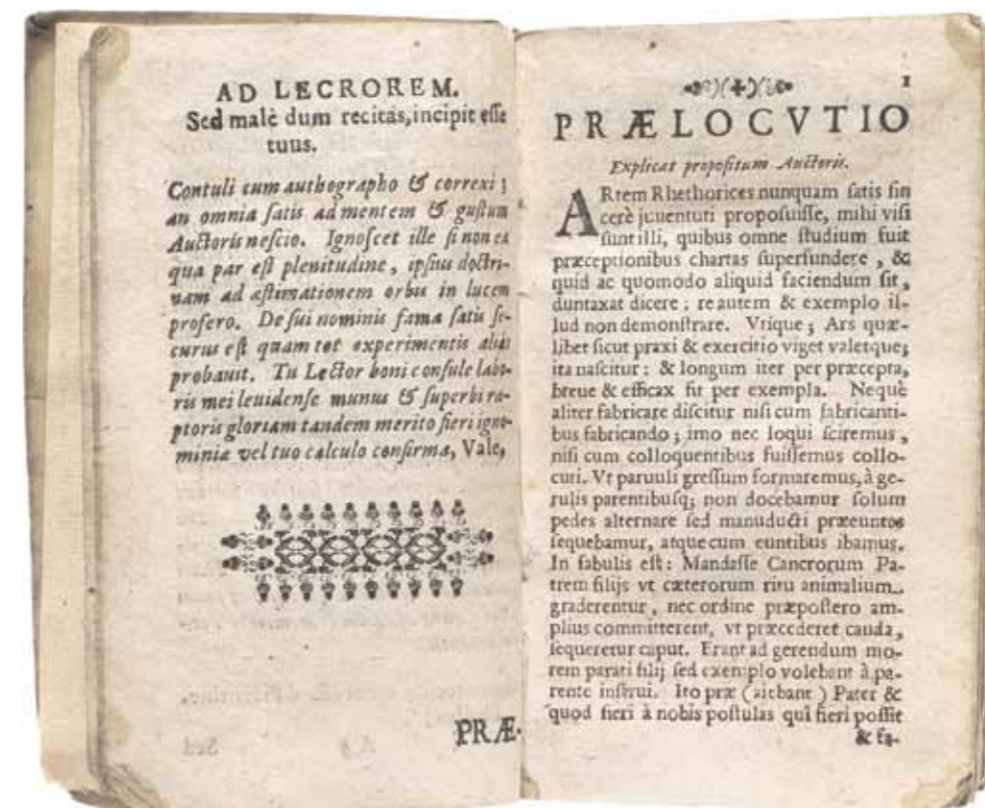 AD LECROREM.
Sed malè dum recitas, incipit esse
tuus.
Contuli cum authographo & correxi;
an omnia satis ad mentem & gustum
Auctoris nescio. Ignoscet ille si non ea
qua par est plenitudine, ipsius doctri-
nam ad æstimationem orbis in lucem
profero. De sui nominis fama satis se-
curus est quam tot experimentis alias
probauit. Tu Lector boni consule labo-
ris mei leuidense munus & superbi ra-
ptoris gloriam tandem merito fieri igno-
miniæ vel tuo calculo confirma, Vale,
PRÆ-
1
PRÆLOCVTIO
Explicat propositum Auctoris.
ARtem Rhethorices nunquam satis sin
cerè juuentuti proposuisse, mihi visi
sunt illi, quibus omne studium fuit
præceptionibus chartas superfundere, &
quid ac quomodo aliquid faciendum sit,
duntaxat dicere; re autem & exemplo il-
lud non demonstrare. Vtique; Ars quæ-
libet sicut praxi & exercitio viget valetque;
ita nascitur: & longum iter per præcepta,
breue & efficax fit per exempla. Nequè
aliter fabricare discitur nisi cum fabricanti-
bus fabricando; imo nec loqui sciremus,
nisi cum colloquentibus fuissemus collo-
cuti. Vt paruuli gressum formaremus, à ge-
rulis parentibusq; non docebamur solum
pedes alternare sed manuducti præeuntes
sequebamur, atque cum euntibus ibamus.
In fabulis est: Mandasse Cancrorum Pa-
trem filijs vt cæterorum ritu animalium
graderentur, nec ordine præpostero am-
plius committerent, vt præcederet cauda,
sequeretur caput. Erant ad gerendum mo-
rem parati filij sed exemplo volebant à pa-
rente instrui. Ito præ (aiebant) Pater &
quod fieri à nobis postulas quî fieri possit
& fa-
Sed